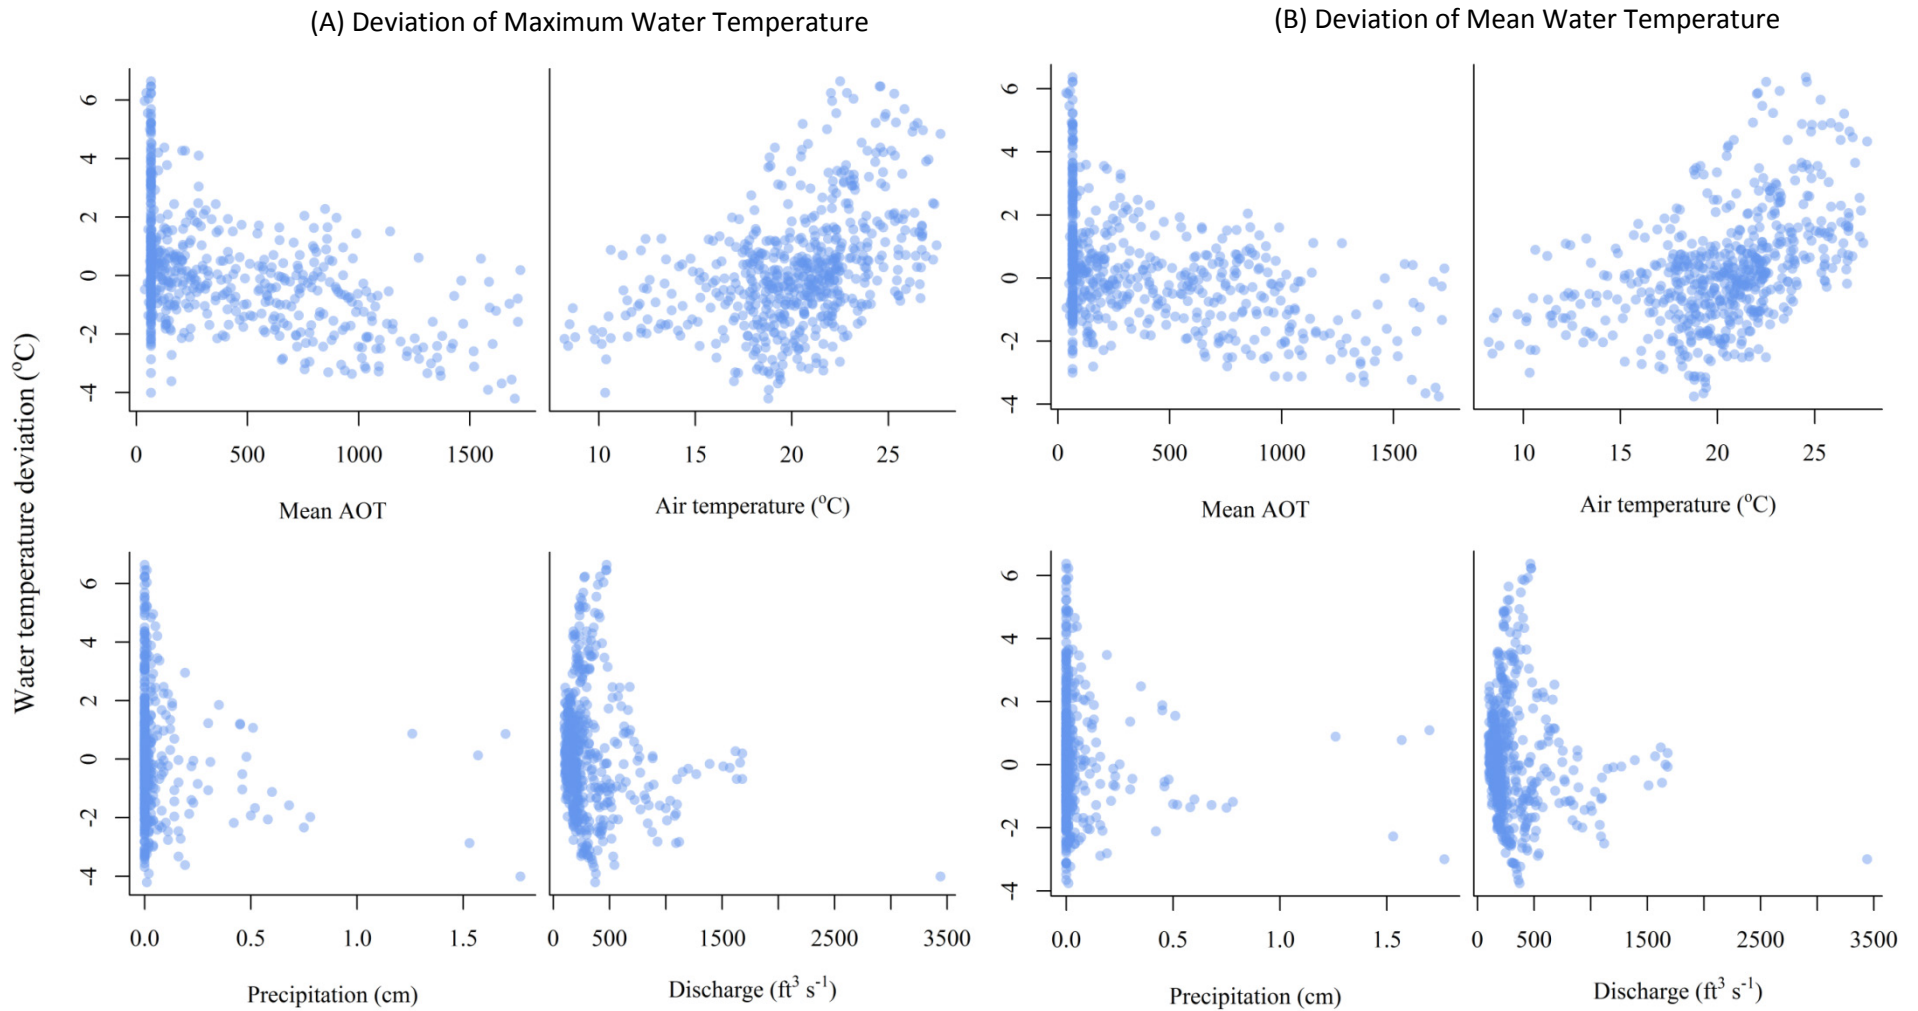 (A) Deviation of Maximum Water Temperature
(B) Deviation of Mean Water Temperature
Water temperature deviation (°C)
6
4
2
0
-2
-4
0 500 1000 1500
Mean AOT
10 15 20 25
Air temperature (°C)
6
4
2
0
-2
-4
0 500 1000 1500
Mean AOT
10 15 20 25
Air temperature (°C)
6
4
2
0
-2
-4
0.0 0.5 1.0 1.5
Precipitation (cm)
0 500 1500 2500 3500
Discharge (ft³ s⁻¹)
6
4
2
0
-2
-4
0.0 0.5 1.0 1.5
Precipitation (cm)
0 500 1500 2500 3500
Discharge (ft³ s⁻¹)